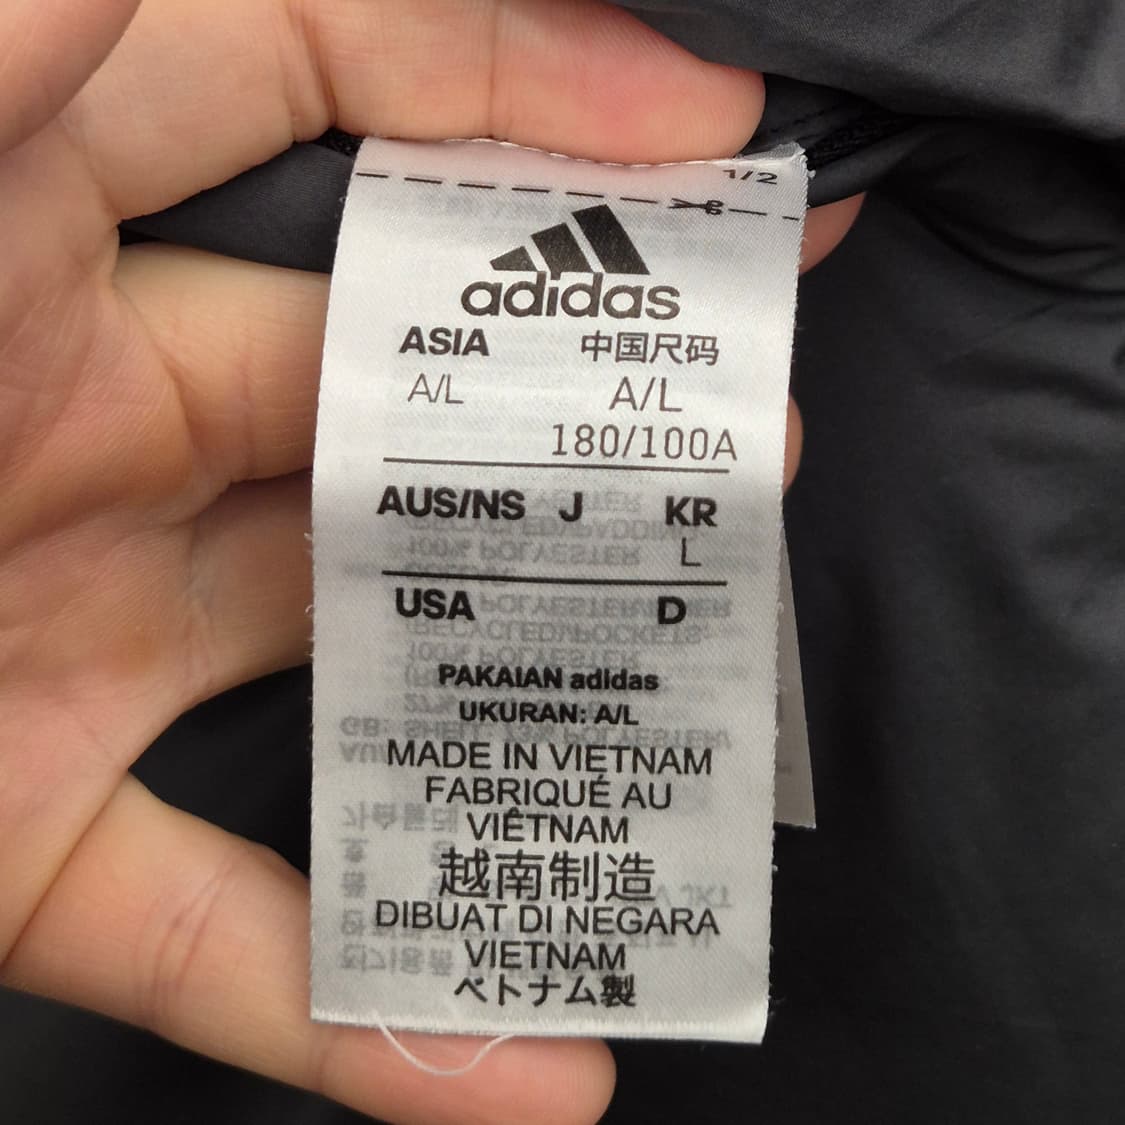 1/2
adidas
ASIA 中国尺码
A/L A/L
180/100A
AUS/NS J KR
L
USA D
PAKAIAN adidas
UKURAN: A/L
MADE IN VIETNAM
FABRIQUÉ AU
VIÊTNAM
越南制造
DIBUAT DI NEGARA
VIETNAM
ベトナム製